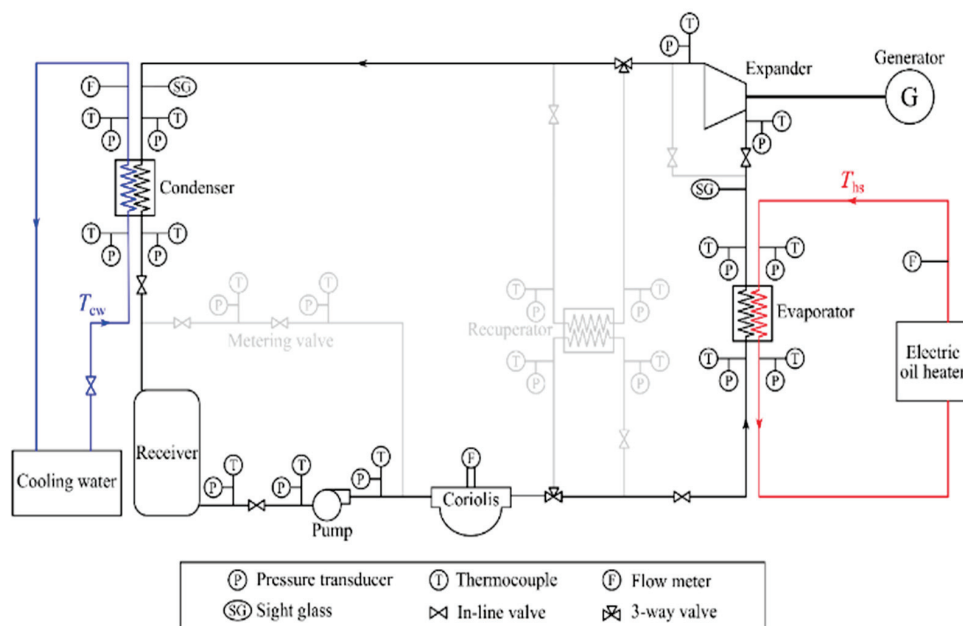 T
P
Expander
Generator
G
F
SG
T
T
P
P
T
P
Condenser
SG
T_hs
T
T
P
P
T
T
P
P
F
T
T
P
P
T_cw
Metering valve
Recuperator
T
T
P
P
Evaporator
T
T
P
P
T
T
P
P
Electric
oil heater
Receiver
Cooling water
T
P
T
P
T
P
F
Coriolis
Pump
P Pressure transducer
T Thermocouple
F Flow meter
SG Sight glass
In-line valve
3-way valve